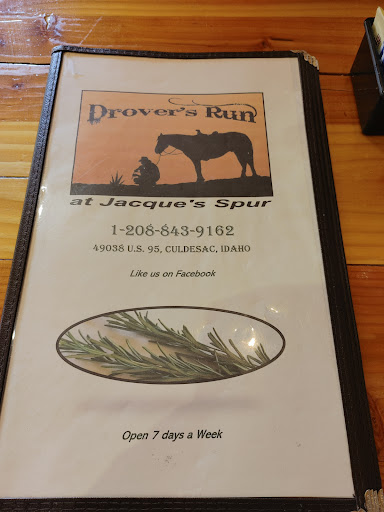 Drover's Run
at Jacque's Spur
1-208-843-9162
49038 U.S. 95, CULDESAC, IDAHO
Like us on Facebook
Open 7 days a Week